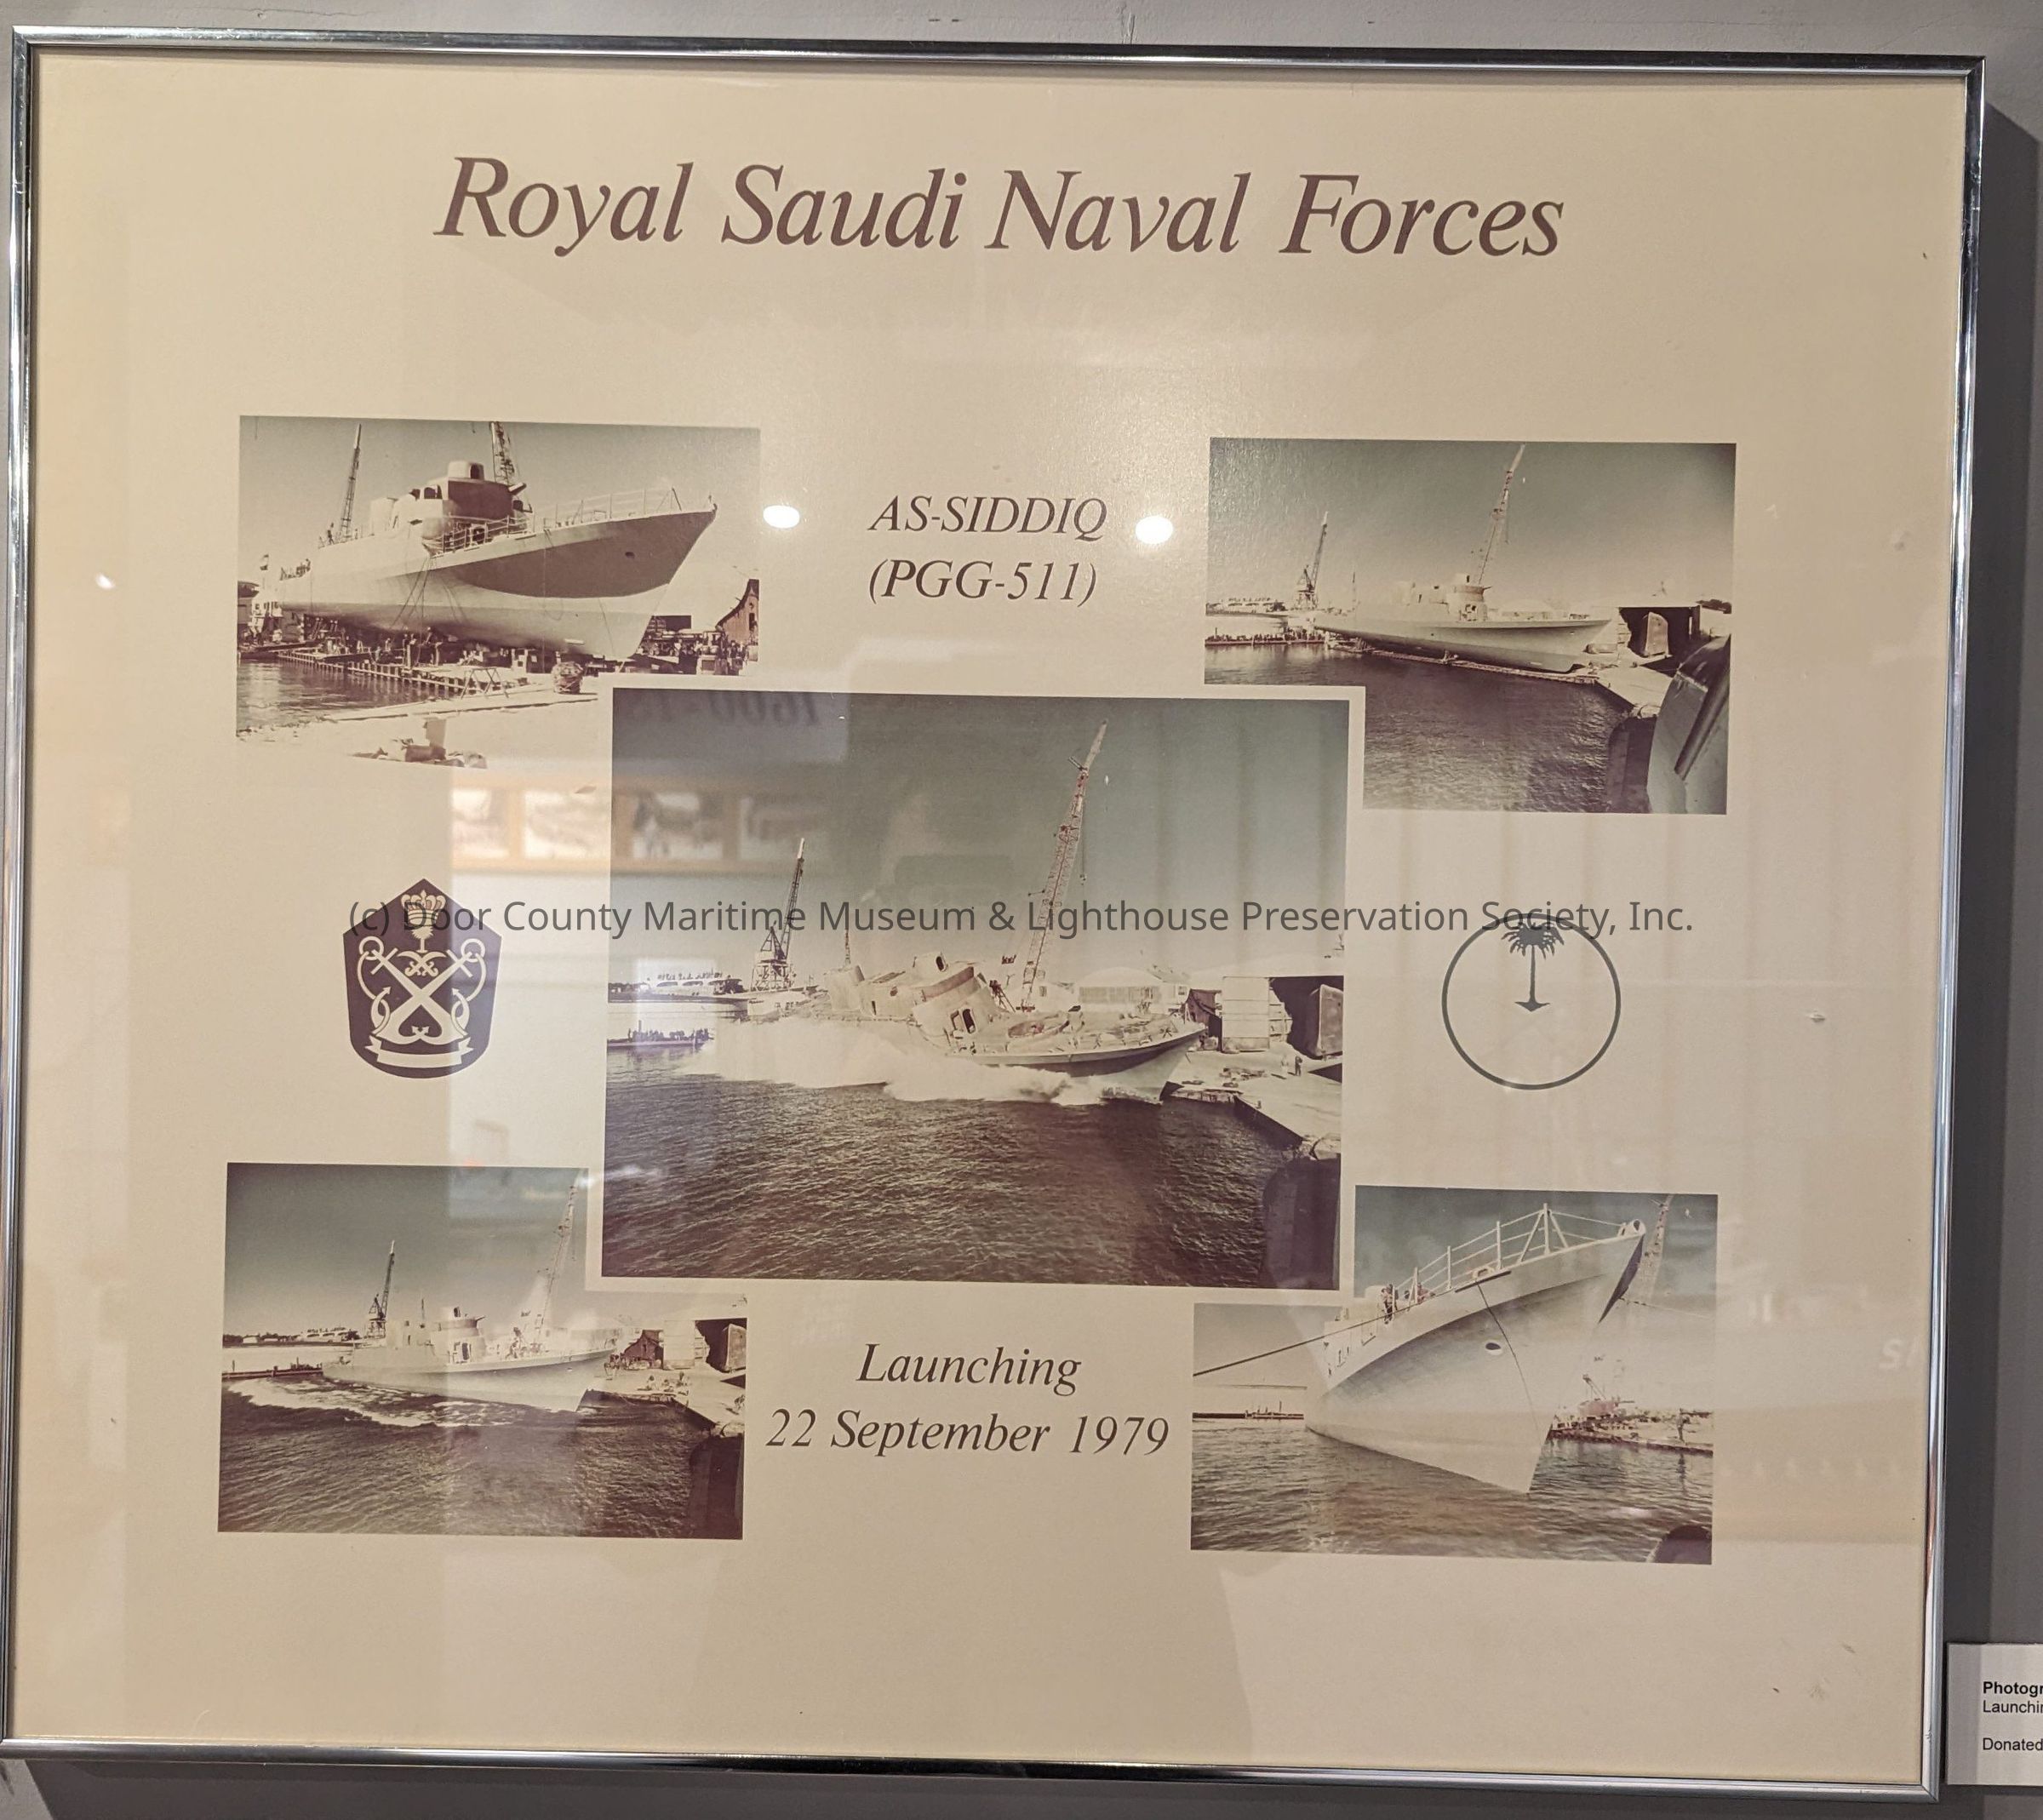 Royal Saudi Naval Forces
AS-SIDDIQ
(PGG-511)
(c) Door County Maritime Museum & Lighthouse Preservation Society, Inc.
Launching
22 September 1979
Donated